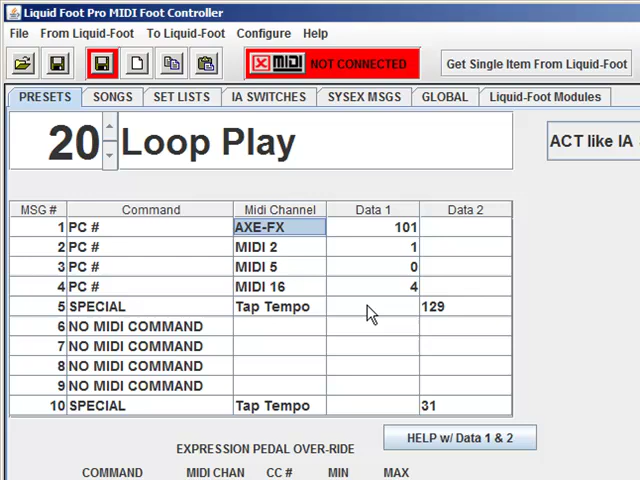 Liquid Foot Pro MIDI Foot Controller
File From Liquid-Foot To Liquid-Foot Configure Help
MIDI NOT CONNECTED Get Single Item From Liquid-Foot
PRESETS SONGS SET LISTS IA SWITCHES SYSEX MSGS GLOBAL Liquid-Foot Modules
20 Loop Play ACT like IA
MSG # Command Midi Channel Data 1 Data 2
1 PC # AXE-FX 101
2 PC # MIDI 2 1
3 PC # MIDI 5 0
4 PC # MIDI 16 4
5 SPECIAL Tap Tempo 129
6 NO MIDI COMMAND
7 NO MIDI COMMAND
8 NO MIDI COMMAND
9 NO MIDI COMMAND
10 SPECIAL Tap Tempo 31
HELP w/ Data 1 & 2
EXPRESSION PEDAL OVER-RIDE
COMMAND MIDI CHAN CC # MIN MAX